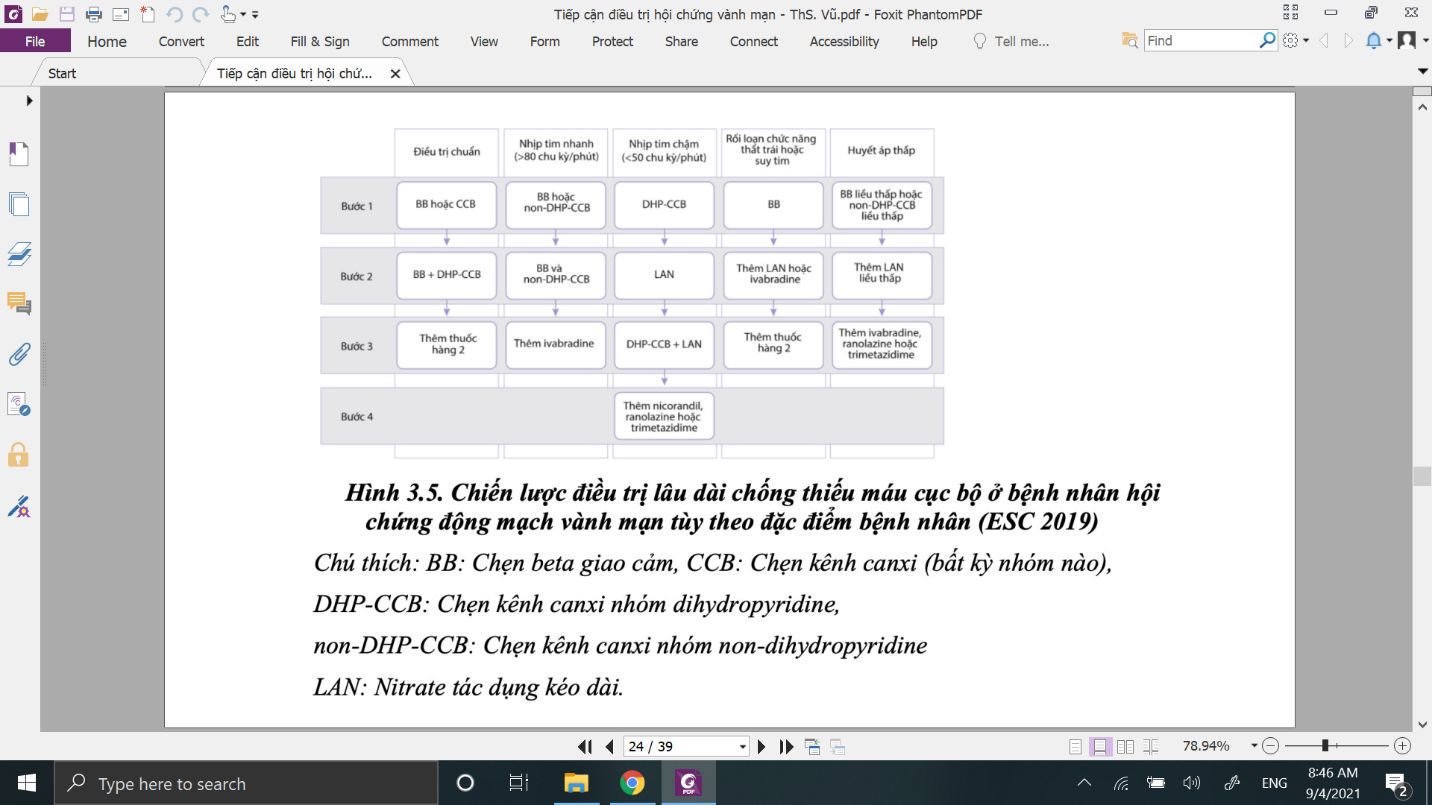 Tiếp cận điều trị hội chứng vành mạn - ThS. Vũ.pdf - Foxit PhantomPDF
File Home Convert Edit Fill & Sign Comment View Form Protect Share Connect Accessibility Help Tell me... Find
Start Tiếp cận điều trị hội chứ...
Điều trị chuẩn
Nhịp tim nhanh
(>80 chu kỳ/phút)
Nhịp tim chậm
(<50 chu kỳ/phút)
Rối loạn chức năng
thất trái hoặc
suy tim
Huyết áp thấp
Bước 1
BB hoặc CCB
BB hoặc
non-DHP-CCB
DHP-CCB
BB
BB liều thấp hoặc
non-DHP-CCB
liều thấp
Bước 2
BB + DHP-CCB
BB và
non-DHP-CCB
LAN
Thêm LAN hoặc
ivabradine
Thêm LAN
liều thấp
Bước 3
Thêm thuốc
hàng 2
Thêm ivabradine
DHP-CCB + LAN
Thêm thuốc
hàng 2
Thêm ivabradine,
ranolazine hoặc
trimetazidime
Bước 4
Thêm nicorandil,
ranolazine hoặc
trimetazidime
Hình 3.5. Chiến lược điều trị lâu dài chống thiếu máu cục bộ ở bệnh nhân hội
chứng động mạch vành mạn tùy theo đặc điểm bệnh nhân (ESC 2019)
Chú thích: BB: Chẹn beta giao cảm, CCB: Chẹn kênh canxi (bất kỳ nhóm nào),
DHP-CCB: Chẹn kênh canxi nhóm dihydropyridine,
non-DHP-CCB: Chẹn kênh canxi nhóm non-dihydropyridine
LAN: Nitrate tác dụng kéo dài.
24 / 39
78.94%
Type here to search
PDF
ENG
8:46 AM
9/4/2021
2